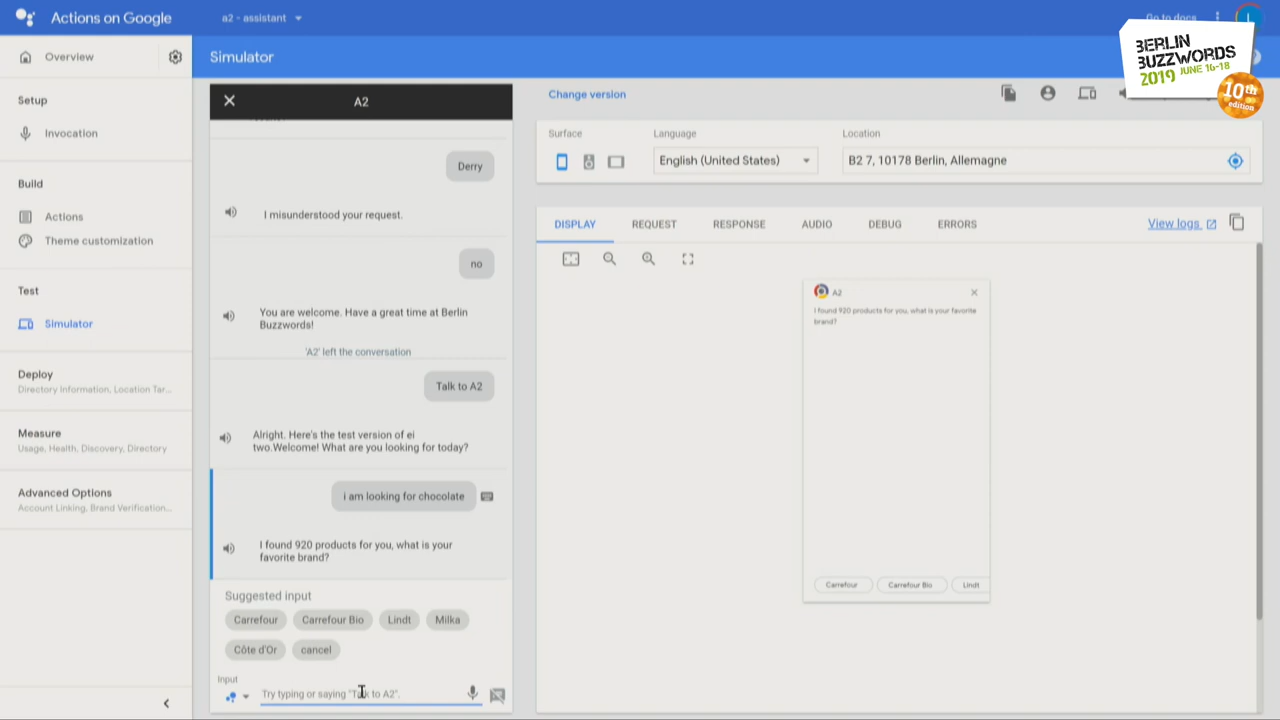 Actions on Google
a2 - assistant
Go to docs
BERLIN
BUZZWORDS
2019 JUNE 16-18
10th
edition
Overview
Setup
Invocation
Build
Actions
Theme customization
Test
Simulator
Deploy
Directory Information, Location Tar...
Measure
Usage, Health, Discovery, Directory
Advanced Options
Account Linking, Brand Verification...
Simulator
A2
Derry
I misunderstood your request.
no
You are welcome. Have a great time at Berlin
Buzzwords!
'A2' left the conversation
Talk to A2
Alright. Here's the test version of ei
two.Welcome! What are you looking for today?
i am looking for chocolate
I found 920 products for you, what is your
favorite brand?
Suggested input
Carrefour
Carrefour Bio
Lindt
Milka
Côte d'Or
cancel
Input
Try typing or saying "Talk to A2".
Change version
Surface
Language
English (United States)
Location
B2 7, 10178 Berlin, Allemagne
DISPLAY
REQUEST
RESPONSE
AUDIO
DEBUG
ERRORS
View logs
A2
I found 920 products for you, what is your favorite
brand?
Carrefour
Carrefour Bio
Lindt